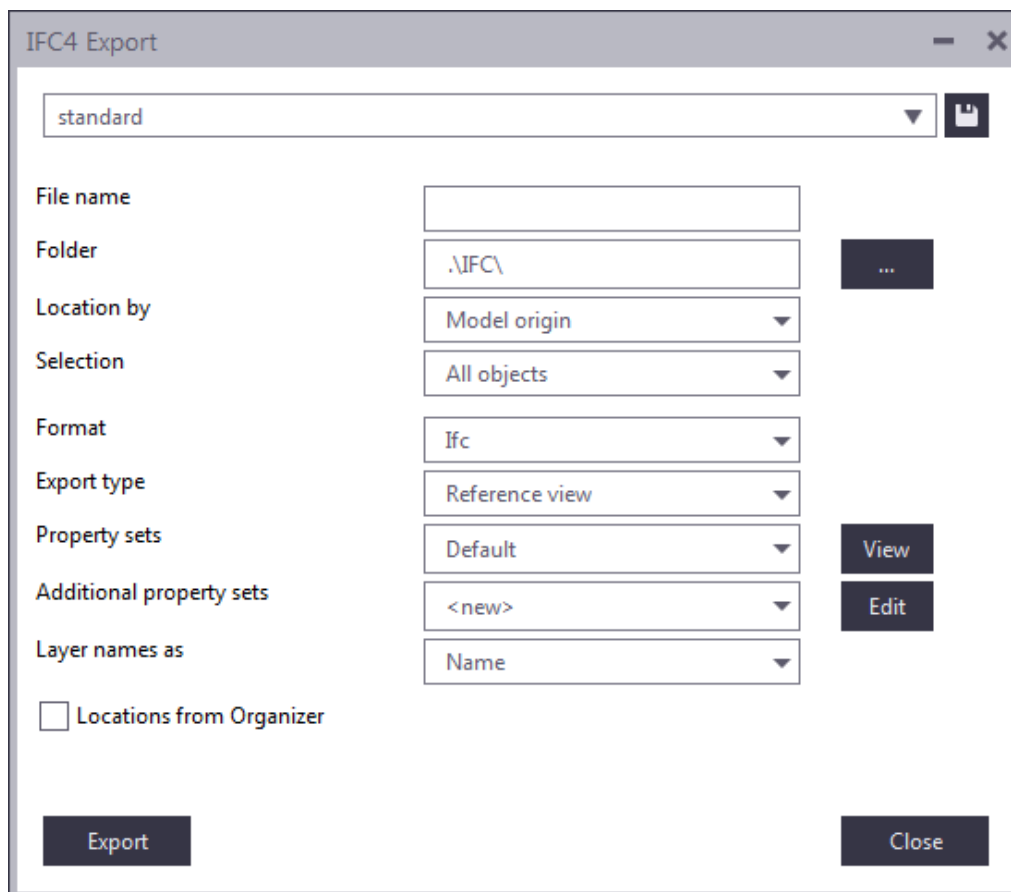 IFC4 Export
standard
File name
Folder
.\IFC\
...
Location by
Model origin
Selection
All objects
Format
Ifc
Export type
Reference view
Property sets
Default
View
Additional property sets
<new>
Edit
Layer names as
Name
Locations from Organizer
Export
Close